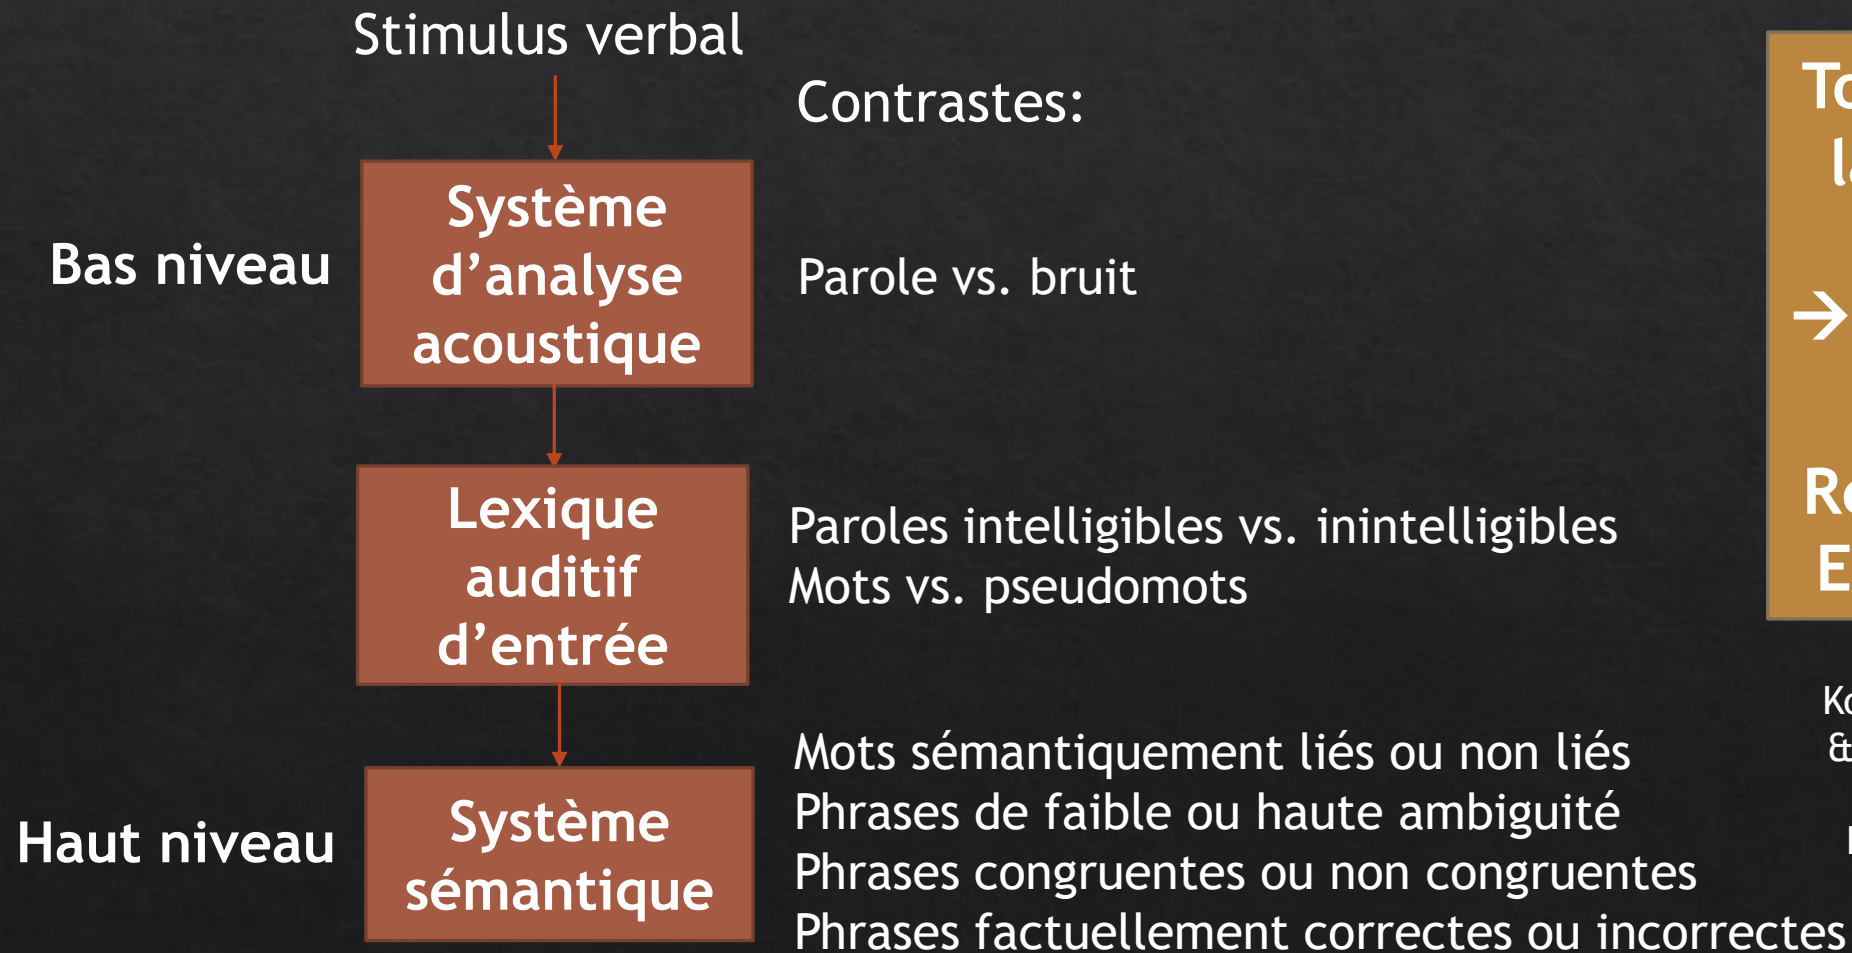 Stimulus verbal
Contrastes:
Système
d’analyse
acoustique
Bas niveau
Parole vs. bruit
Lexique
auditif
d’entrée
Paroles intelligibles vs. inintelligibles
Mots vs. pseudomots
Haut niveau
Système
sémantique
Mots sémantiquement liés ou non liés
Phrases de faible ou haute ambiguité
Phrases congruentes ou non congruentes
Phrases factuellement correctes ou incorrectes
→
&